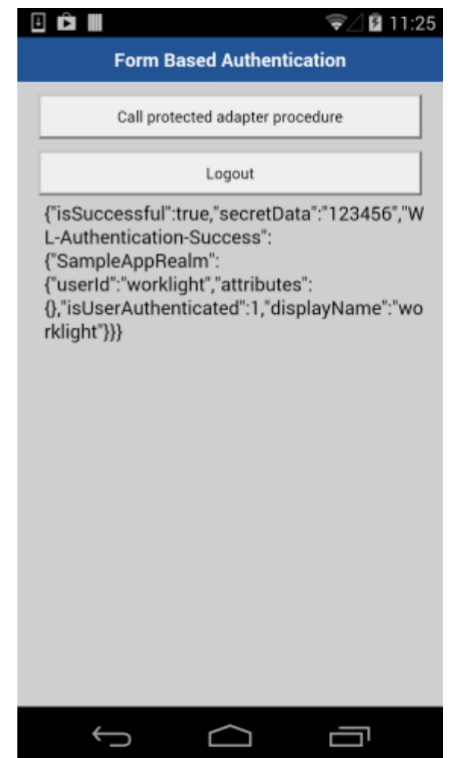 11:25
Form Based Authentication
Call protected adapter procedure
Logout
{"isSuccessful":true,"secretData":"123456","W
L-Authentication-Success":
{"SampleAppRealm":
{"userId":"worklight","attributes":
{},"isUserAuthenticated":1,"displayName":"wo
rklight"}}}